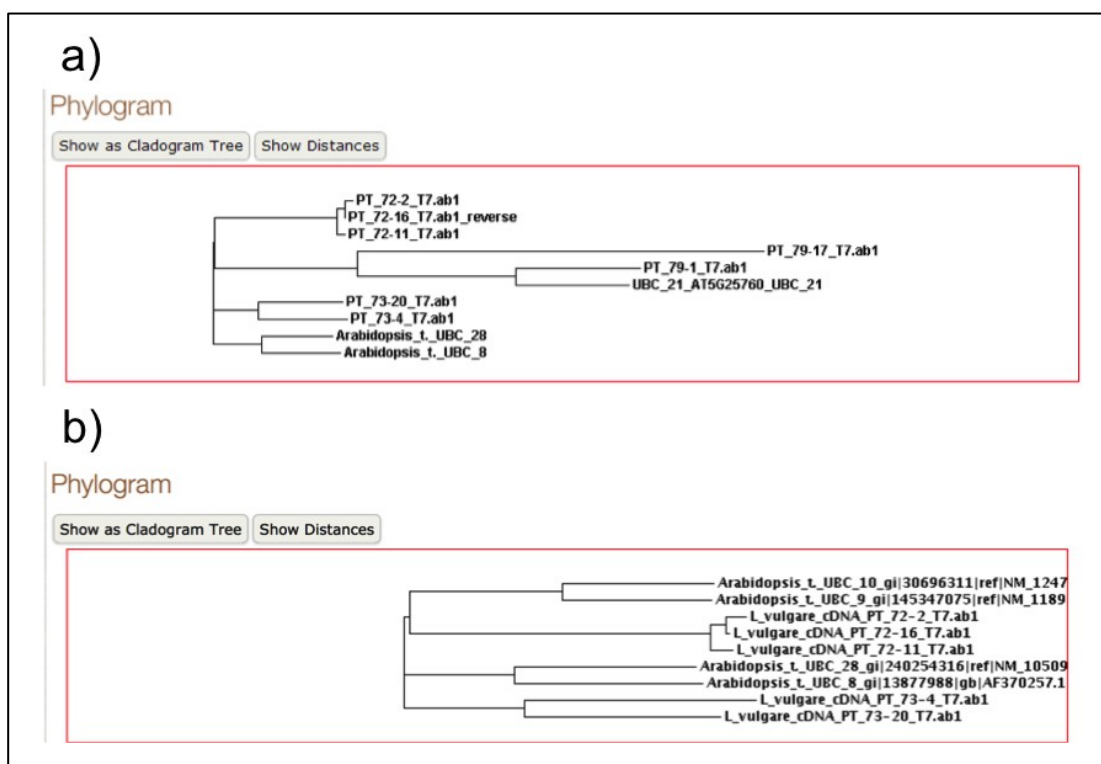 a)
Phylogram
Show as Cladogram Tree Show Distances
PT_72-2_T7.ab1
PT_72-16_T7.ab1_reverse
PT_72-11_T7.ab1
PT_79-17_T7.ab1
PT_79-1_T7.ab1
UBC_21_AT5G25760_UBC_21
PT_73-20_T7.ab1
PT_73-4_T7.ab1
Arabidopsis_t._UBC_28
Arabidopsis_t._UBC_8
b)
Phylogram
Show as Cladogram Tree Show Distances
Arabidopsis_t._UBC_10_gi|30696311|ref|NM_1247
Arabidopsis_t._UBC_9_gi|145347075|ref|NM_1189
L_vulgare_cDNA_PT_72-2_T7.ab1
L_vulgare_cDNA_PT_72-16_T7.ab1
L_vulgare_cDNA_PT_72-11_T7.ab1
Arabidopsis_t._UBC_28_gi|240254316|ref|NM_10509
Arabidopsis_t._UBC_8_gi|13877988|gb|AF370257.1
L_vulgare_cDNA_PT_73-4_T7.ab1
L_vulgare_cDNA_PT_73-20_T7.ab1